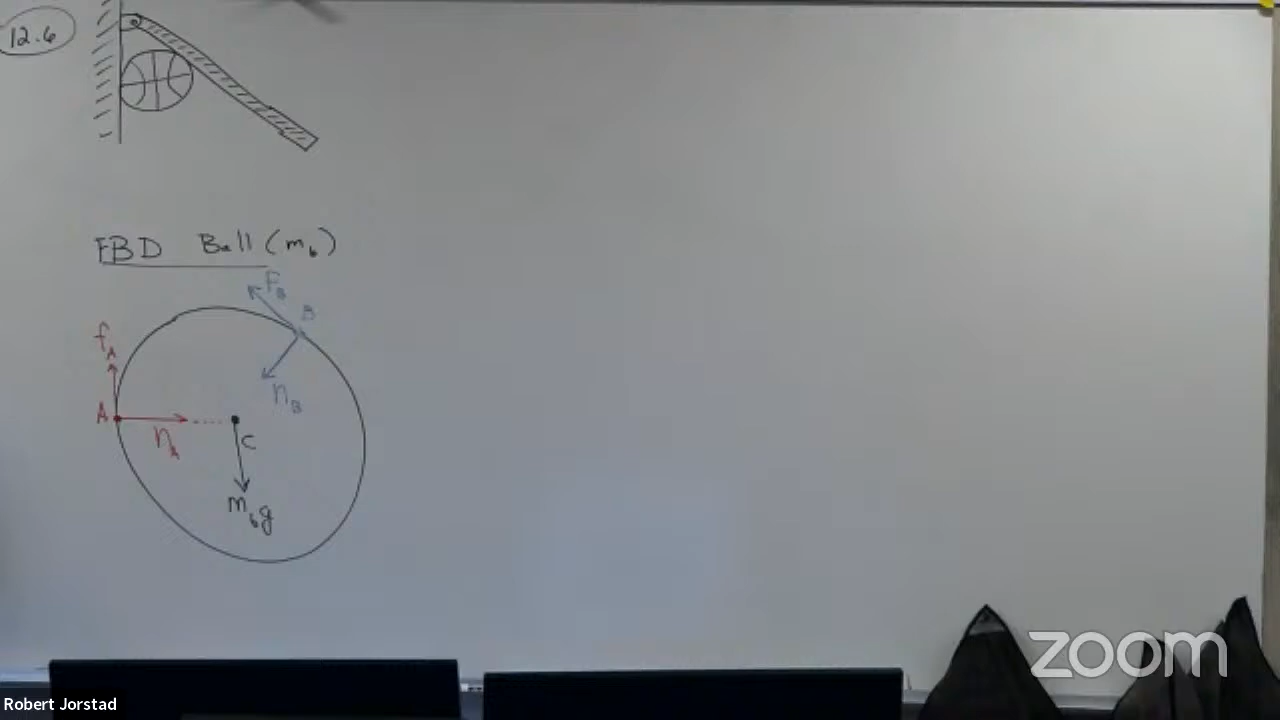 12.6
FBD Ball (m_b)
F_B
B
f_A
n_B
A
n_A
C
m_b g
zoom
Robert Jorstad